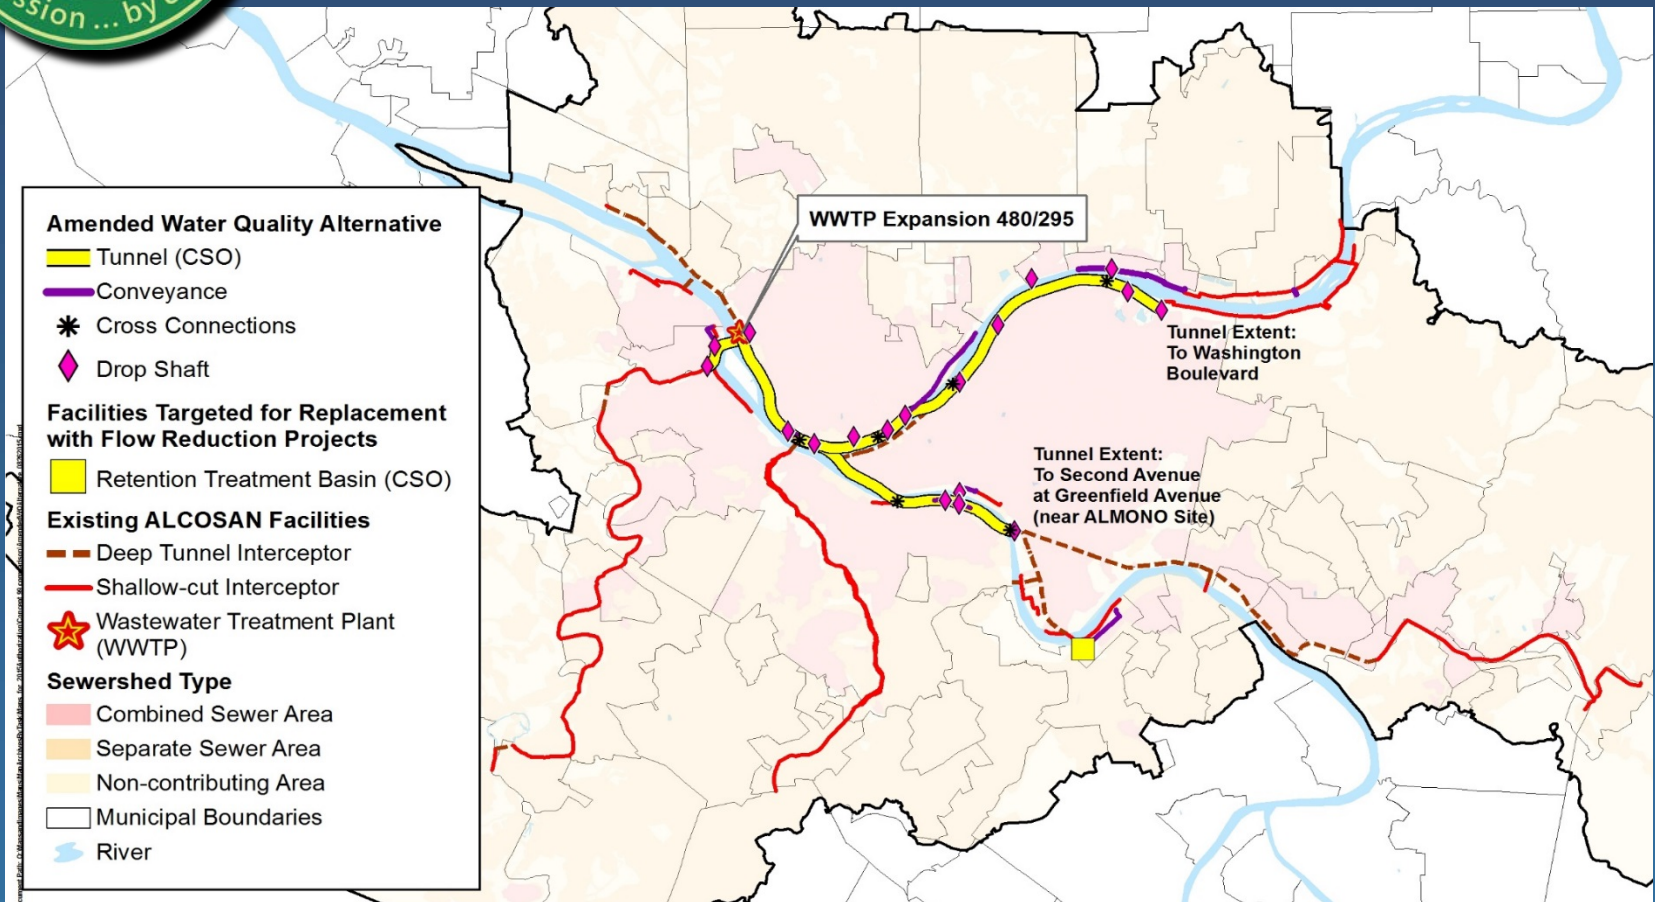 ssion ... by
WWTP Expansion 480/295
Amended Water Quality Alternative
Tunnel (CSO)
Conveyance
Cross Connections
Drop Shaft
Facilities Targeted for Replacement
with Flow Reduction Projects
Retention Treatment Basin (CSO)
Existing ALCOSAN Facilities
Deep Tunnel Interceptor
Shallow-cut Interceptor
Wastewater Treatment Plant
(WWTP)
Sewershed Type
Combined Sewer Area
Separate Sewer Area
Non-contributing Area
Municipal Boundaries
River
Tunnel Extent:
To Washington
Boulevard
Tunnel Extent:
To Second Avenue
at Greenfield Avenue
(near ALMONO Site)